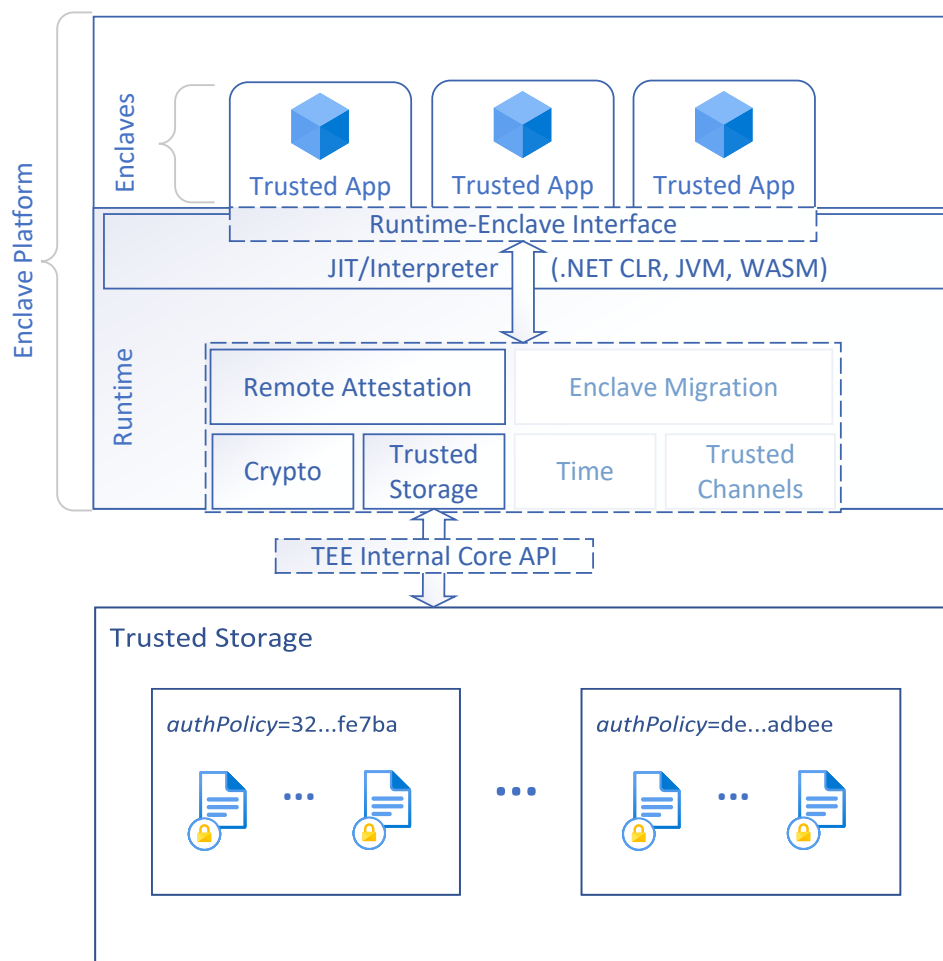 Enclave Platform
Enclaves
Trusted App
Trusted App
Trusted App
Runtime-Enclave Interface
JIT/Interpreter
(.NET CLR, JVM, WASM)
Runtime
Remote Attestation
Enclave Migration
Crypto
Trusted
Storage
Time
Trusted
Channels
TEE Internal Core API
Trusted Storage
authPolicy=32...fe7ba
authPolicy=de...adbee
...
...
...